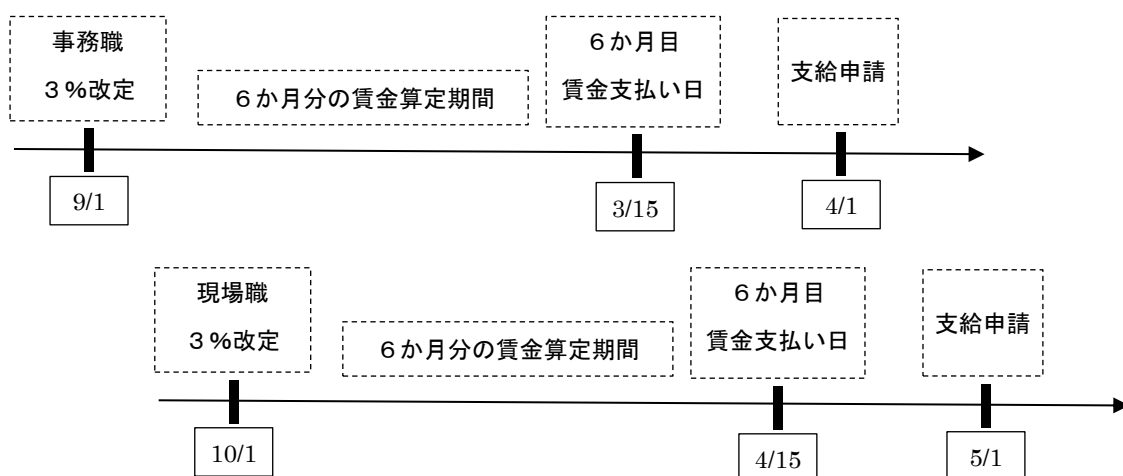 事務職
３％改定
６か月分の賃金算定期間
６か月目
賃金支払い日
支給申請
9/1
3/15
4/1
現場職
３％改定
６か月分の賃金算定期間
６か月目
賃金支払い日
支給申請
10/1
4/15
5/1